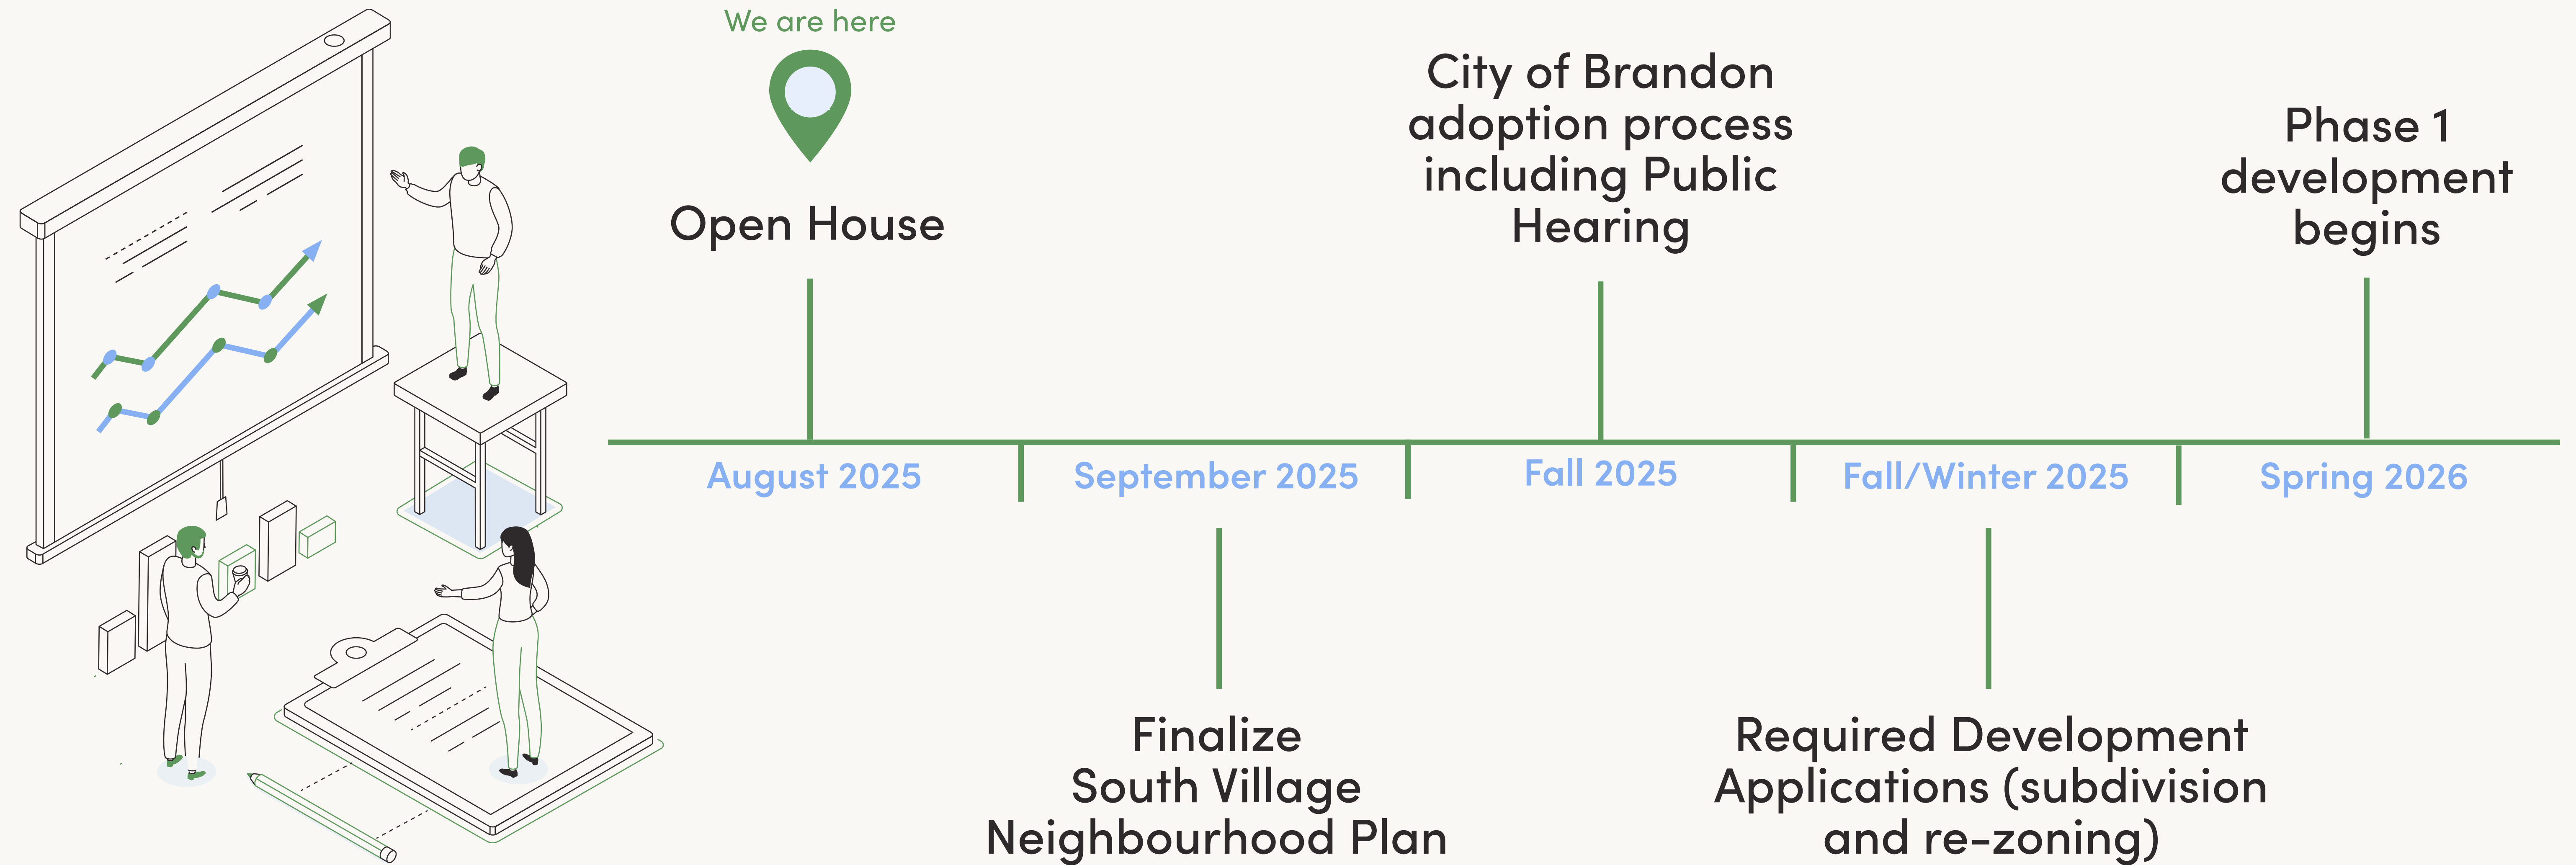 We are here
Open House
City of Brandon
adoption process
including Public
Hearing
Phase 1
development
begins
August 2025
September 2025
Fall 2025
Fall/Winter 2025
Spring 2026
Finalize
South Village
Neighbourhood Plan
Required Development
Applications (subdivision
and re-zoning)